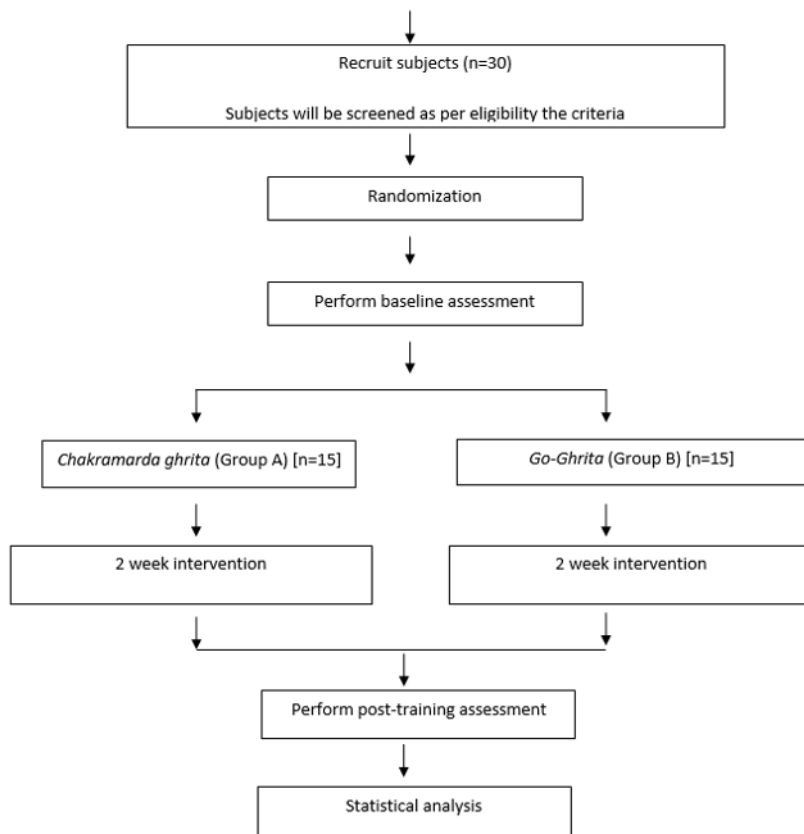 Recruit subjects (n=30)
Subjects will be screened as per eligibility the criteria
Randomization
Perform baseline assessment
Chakramarda ghrita (Group A) [n=15]
Go-Ghrita (Group B) [n=15]
2 week intervention
2 week intervention
Perform post-training assessment
Statistical analysis